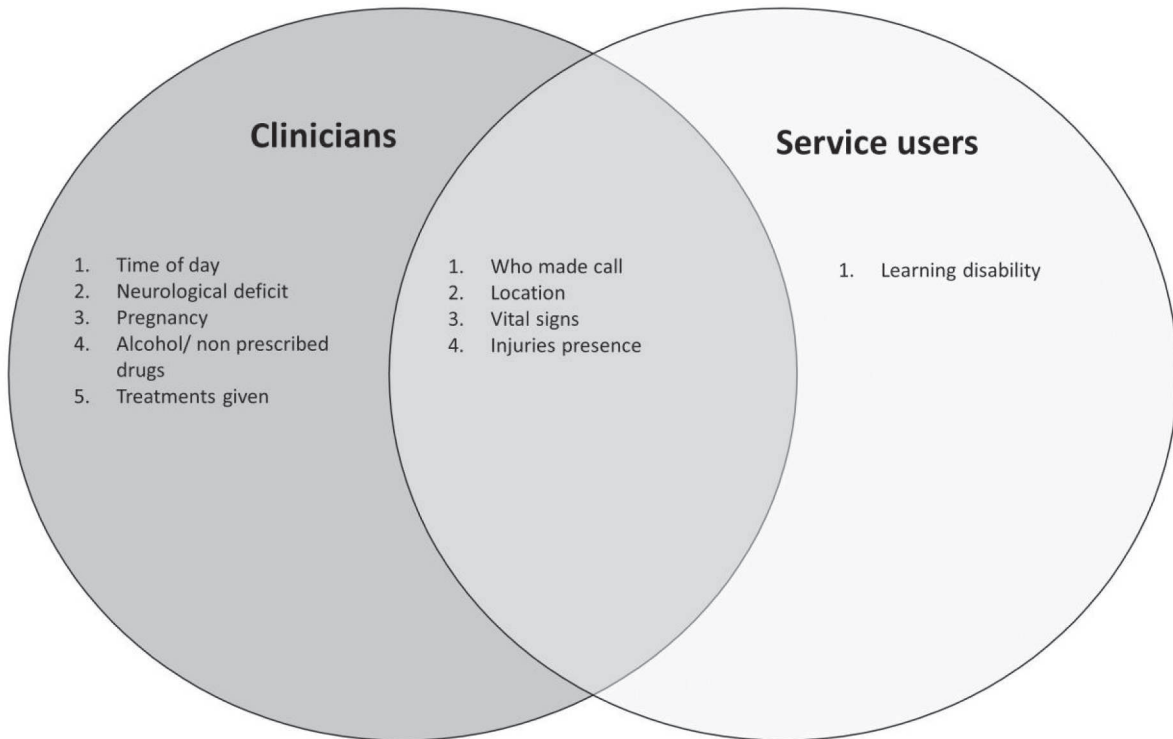 Clinicians
1. Time of day
2. Neurological deficit
3. Pregnancy
4. Alcohol/ non prescribed
drugs
5. Treatments given
1. Who made call
2. Location
3. Vital signs
4. Injuries presence
Service users
1. Learning disability